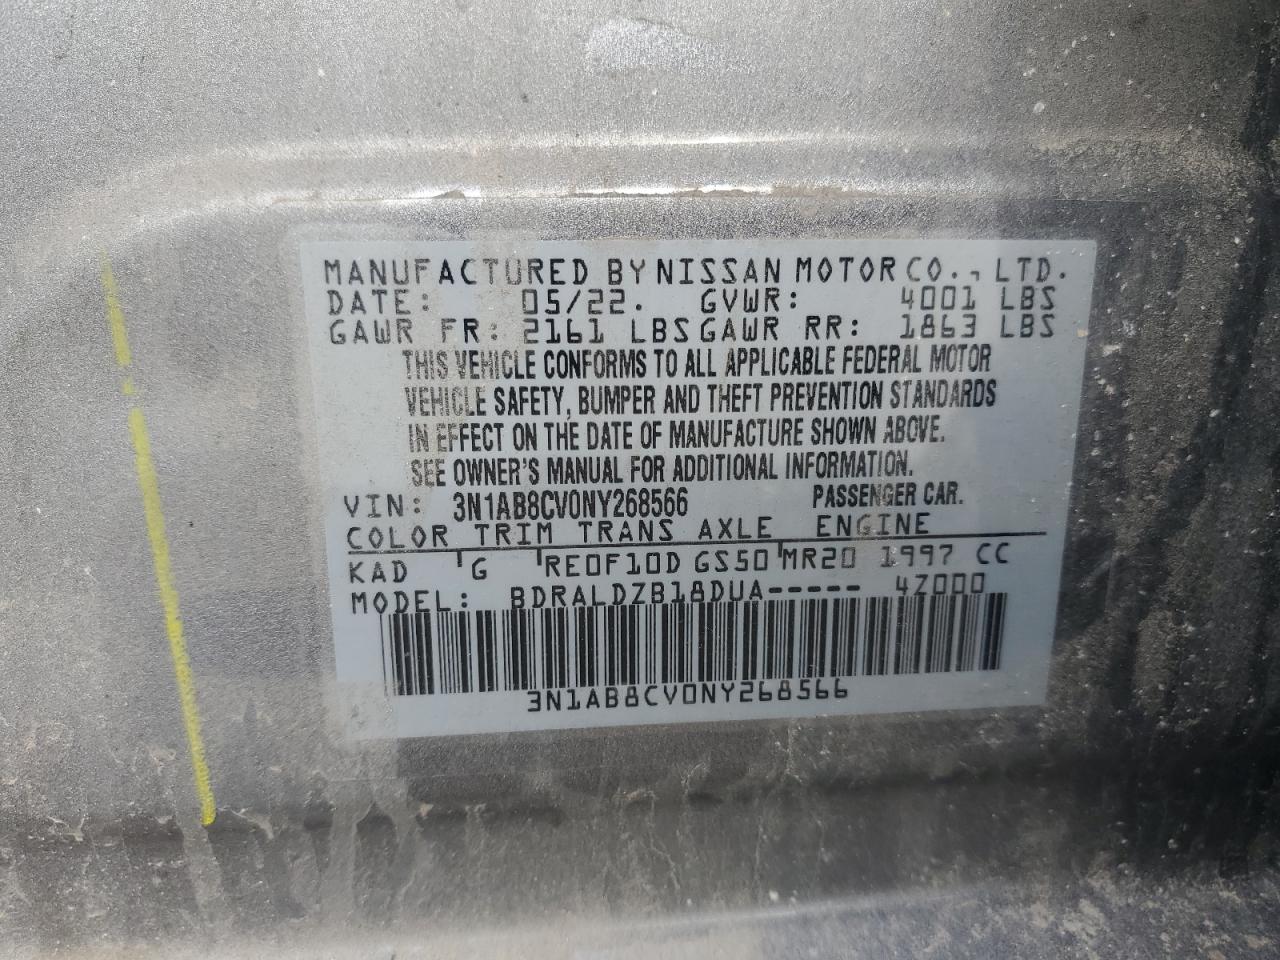 MANUFACTURED BY NISSAN MOTOR CO., LTD.
DATE: 05/22. GVWR: 4001 LBS
GAWR FR: 2161 LBS GAWR RR: 1863 LBS
THIS VEHICLE CONFORMS TO ALL APPLICABLE FEDERAL MOTOR
VEHICLE SAFETY, BUMPER AND THEFT PREVENTION STANDARDS
IN EFFECT ON THE DATE OF MANUFACTURE SHOWN ABOVE.
SEE OWNER'S MANUAL FOR ADDITIONAL INFORMATION.
VIN: 3N1AB8CV0NY268566 PASSENGER CAR.
COLOR TRIM TRANS AXLE ENGINE
KAD G RE0F10D GS50 MR20 1997 CC
MODEL: BDRALDZB18DUA----- 4Z000
3N1AB8CV0NY268566